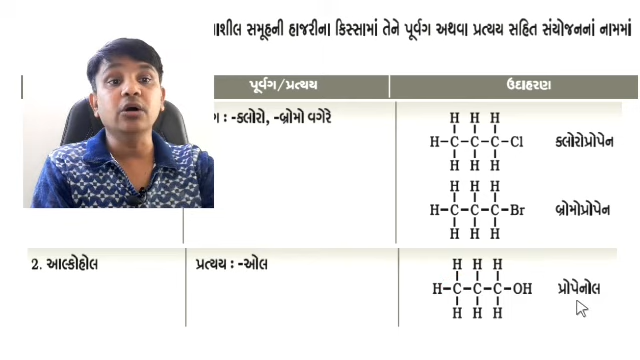 શીલ સમૂહની હાજરીના કિસ્સામાં તેને પૂર્વગ અથવા પ્રત્યય સહિત સંયોજનનાં નામમાં
પૂર્વગ/પ્રત્યય ઉદાહરણ
ગ : -ક્લોરો, -બ્રોમો વગેરે
H H H
H-C-C-C-Cl ક્લોરોપ્રોપેન
H H H
H H H
H-C-C-C-Br બ્રોમોપ્રોપેન
H H H
2. આલ્કોહોલ પ્રત્યય : -ઓલ
H H H
H-C-C-C-OH પ્રોપેનોલ
H H H